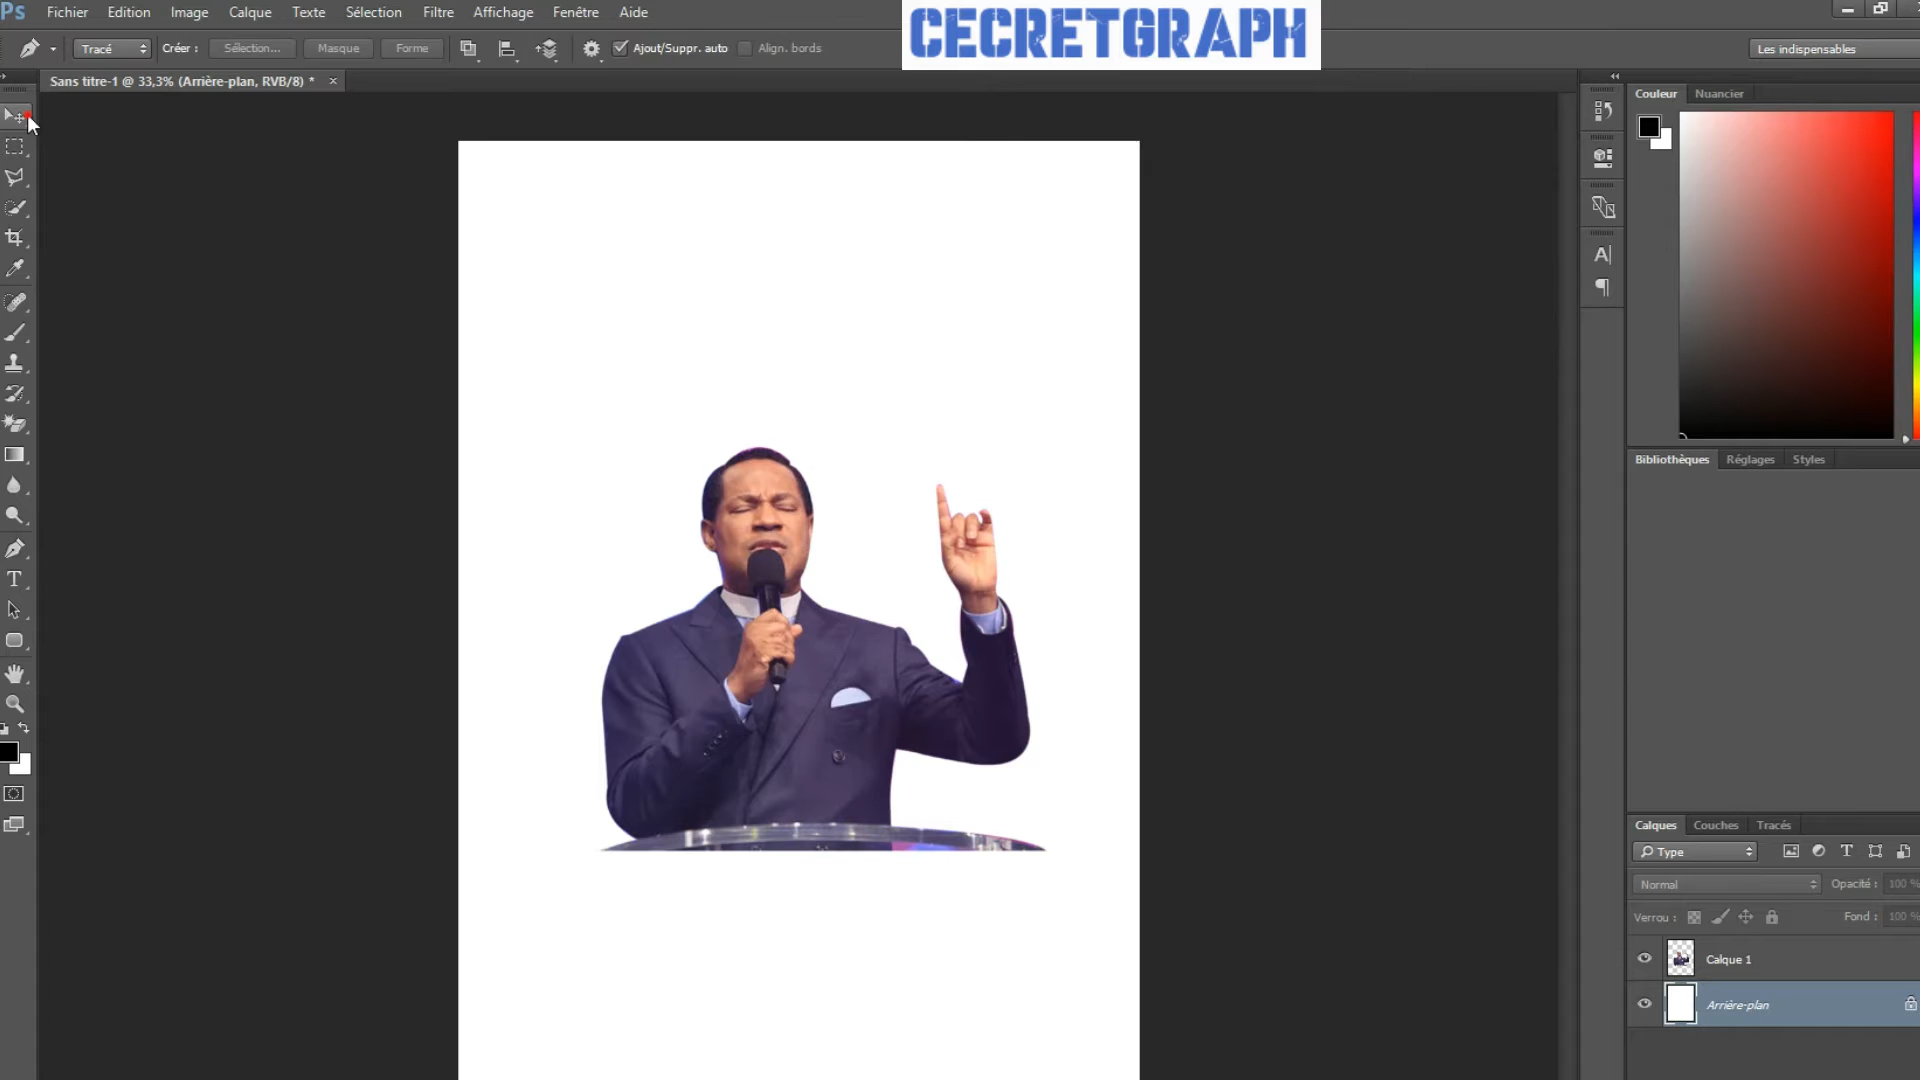 Ps Fichier Edition Image Calque Texte Sélection Filtre Affichage Fenêtre Aide
CECRETGRAPH
Tracé Créer : Sélection... Masque Forme Ajout/Suppr. auto Align. bords Les indispensables
Sans titre-1 @ 33,3% (Arrière-plan, RVB/8) * ×
Couleur Nuancier
Bibliothèques Réglages Styles
Calques Couches Tracés
Type
Normal Opacité : 100 %
Verrou : Fond : 100 %
Calque 1
Arrière-plan